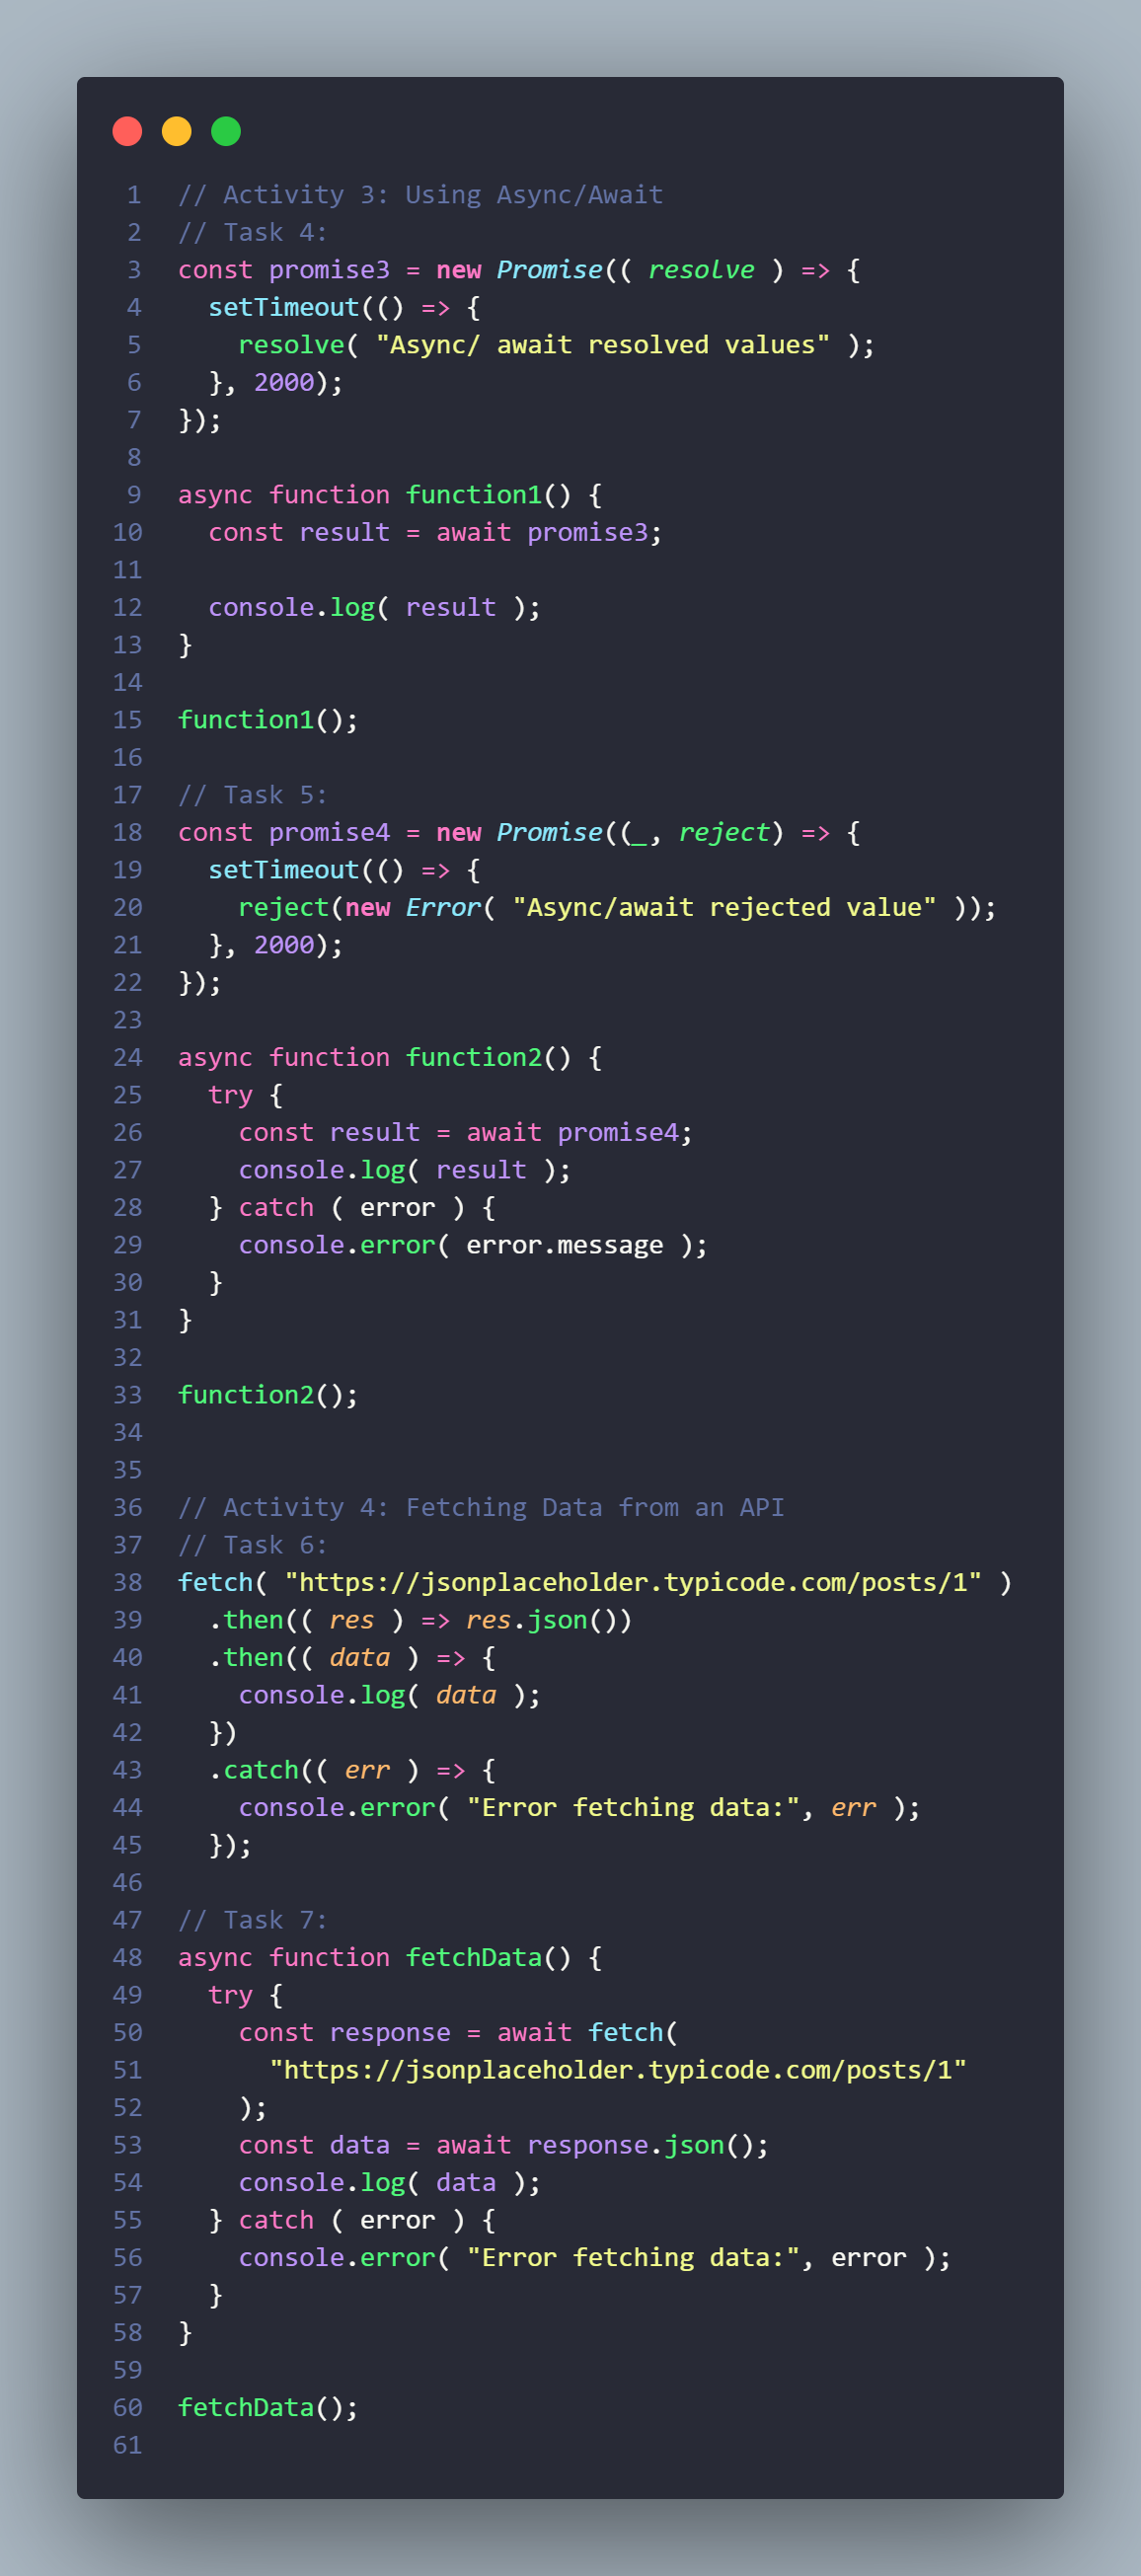 1 // Activity 3: Using Async/Await
2 // Task 4:
3 const promise3 = new Promise(( resolve ) => {
4   setTimeout(() => {
5     resolve( "Async/ await resolved values" );
6   }, 2000);
7 });
8
9 async function function1() {
10   const result = await promise3;
11
12   console.log( result );
13 }
14
15 function1();
16
17 // Task 5:
18 const promise4 = new Promise((_, reject) => {
19   setTimeout(() => {
20     reject(new Error( "Async/await rejected value" ));
21   }, 2000);
22 });
23
24 async function function2() {
25   try {
26     const result = await promise4;
27     console.log( result );
28   } catch ( error ) {
29     console.error( error.message );
30   }
31 }
32
33 function2();
34
35
36 // Activity 4: Fetching Data from an API
37 // Task 6:
38 fetch( "https://jsonplaceholder.typicode.com/posts/1" )
39   .then(( res ) => res.json())
40   .then(( data ) => {
41     console.log( data );
42   })
43   .catch(( err ) => {
44     console.error( "Error fetching data:", err );
45   });
46
47 // Task 7:
48 async function fetchData() {
49   try {
50     const response = await fetch(
51       "https://jsonplaceholder.typicode.com/posts/1"
52     );
53     const data = await response.json();
54     console.log( data );
55   } catch ( error ) {
56     console.error( "Error fetching data:", error );
57   }
58 }
59
60 fetchData();
61